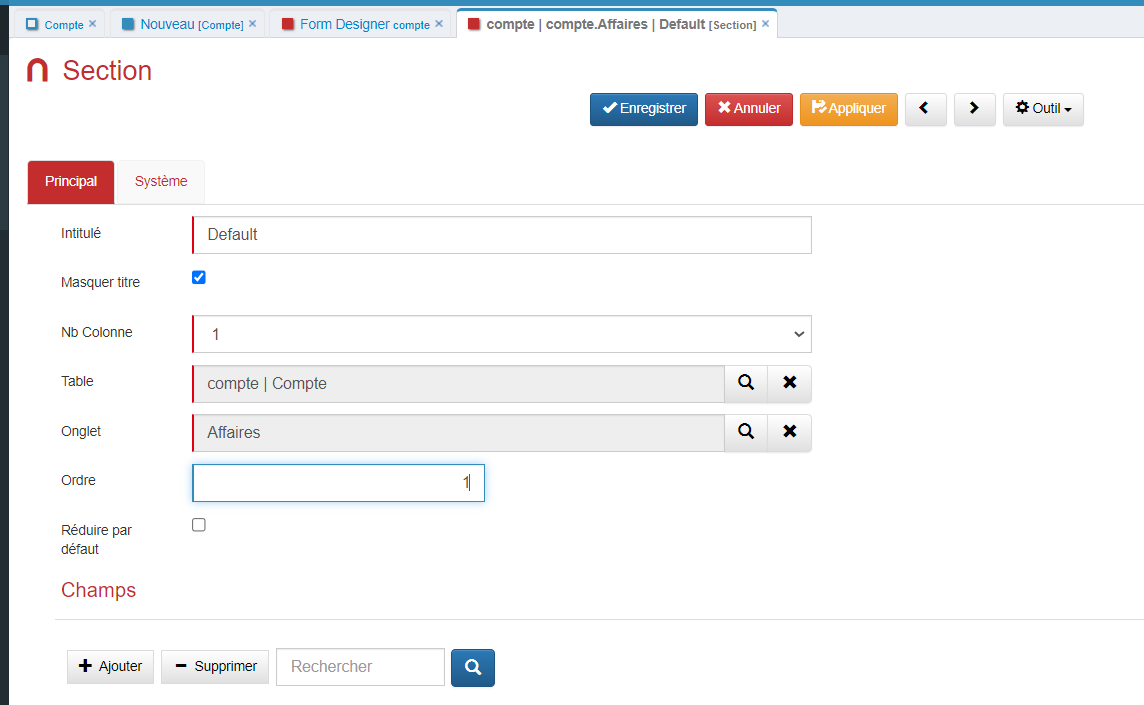 Compte ×
Nouveau [Compte] ×
Form Designer compte ×
compte | compte.Affaires | Default [Section] ×
Section
Enregistrer
Annuler
Appliquer
Outil
Principal
Système
Intitulé
Default
Masquer titre
Nb Colonne
1
Table
compte | Compte
Onglet
Affaires
Ordre
1
Réduire par
défaut
Champs
Ajouter
Supprimer
Rechercher